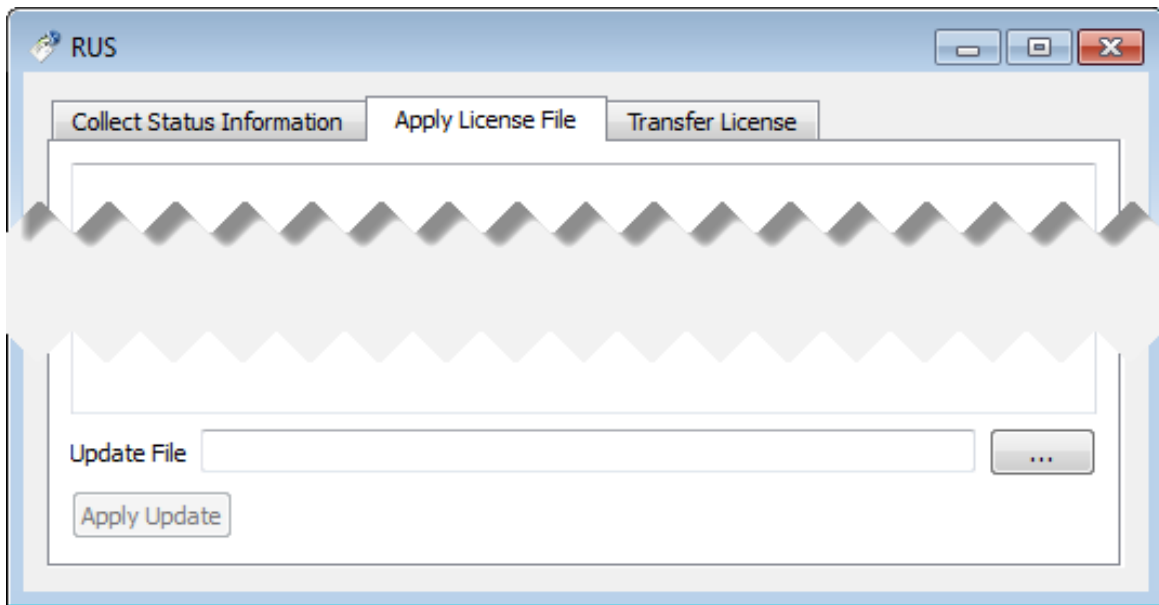 RUS
Collect Status Information Apply License File Transfer License
Update File ...
Apply Update